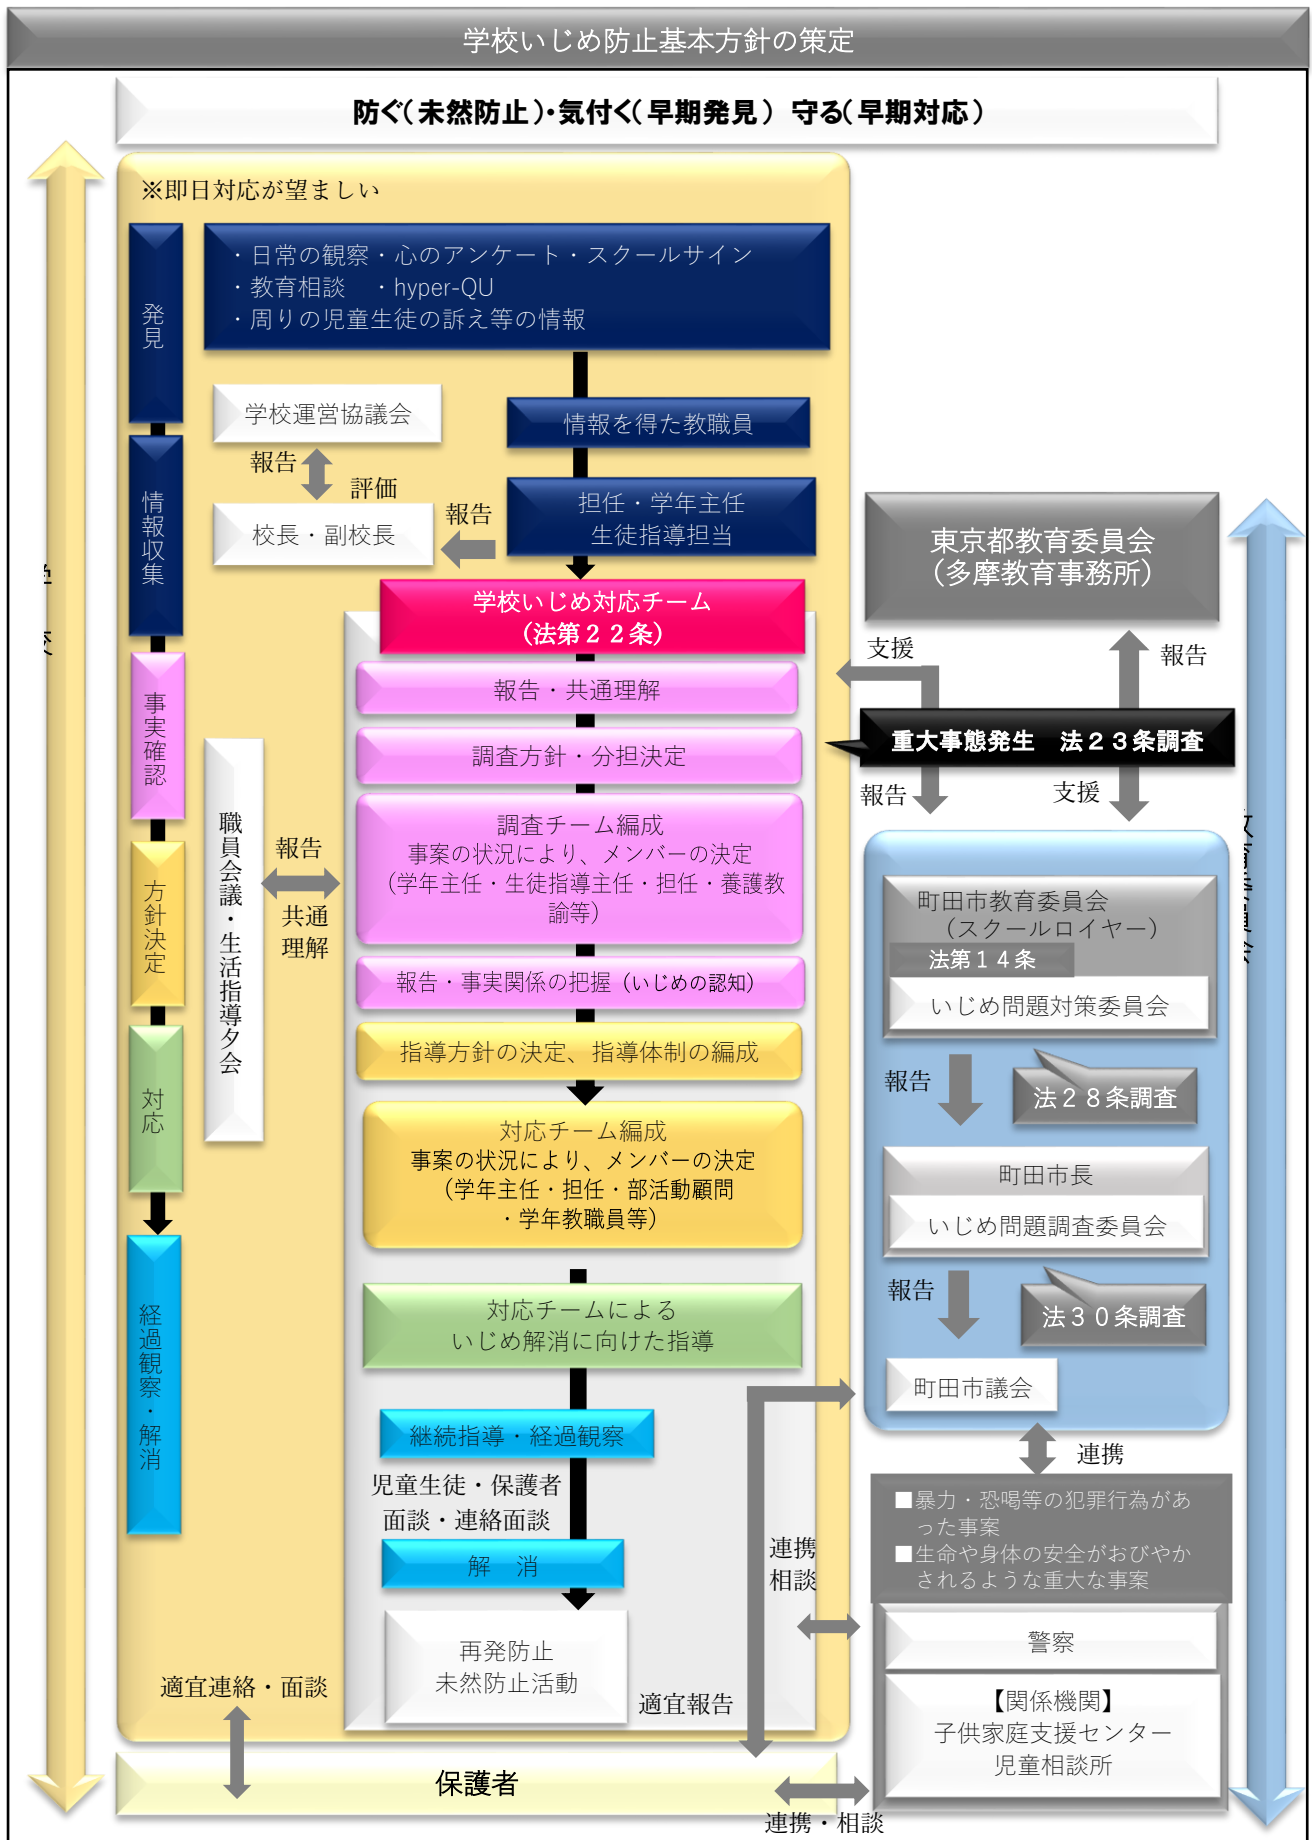 学校いじめ防止基本方針の策定
防ぐ(未然防止)・気付く(早期発見) 守る(早期対応)
※即日対応が望ましい
発見
・日常の観察・心のアンケート・スクールサイン
・教育相談　・hyper-QU
・周りの児童生徒の訴え等の情報
学校運営協議会
情報を得た教職員
報告
評価
情報収集
校長・副校長
報告
担任・学年主任
生徒指導担当
東京都教育委員会
（多摩教育事務所）
学校いじめ対応チーム
(法第２２条)
支援
報告
事実確認
報告・共通理解
重大事態発生　法２３条調査
調査方針・分担決定
報告
支援
職員会議・生活指導夕会
報告
共通
理解
調査チーム編成
事案の状況により、メンバーの決定
（学年主任・生徒指導主任・担任・養護教
諭等）
方針決定
町田市教育委員会
（スクールロイヤー）
法第１４条
いじめ問題対策委員会
報告・事実関係の把握（いじめの認知）
指導方針の決定、指導体制の編成
報告
法２８条調査
対応
対応チーム編成
事案の状況により、メンバーの決定
（学年主任・担任・部活動顧問
・学年教職員等）
町田市長
いじめ問題調査委員会
経過観察・解消
対応チームによる
いじめ解消に向けた指導
報告
法３０条調査
町田市議会
継続指導・経過観察
連携
児童生徒・保護者
面談・連絡面談
■暴力・恐喝等の犯罪行為があ
った事案
■生命や身体の安全がおびやか
されるような重大な事案
解　消
連携
相談
再発防止
未然防止活動
警察
適宜連絡・面談
適宜報告
【関係機関】
子供家庭支援センター
児童相談所
保護者
連携・相談